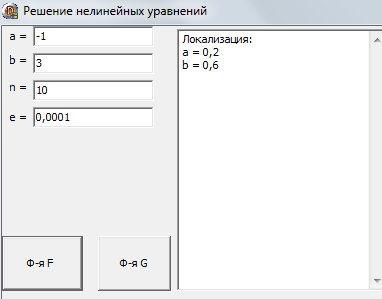 Решение нелинейных уравнений
a = -1
b = 3
n = 10
e = 0,0001
Локализация:
a = 0,2
b = 0,6
Ф-я F
Ф-я G